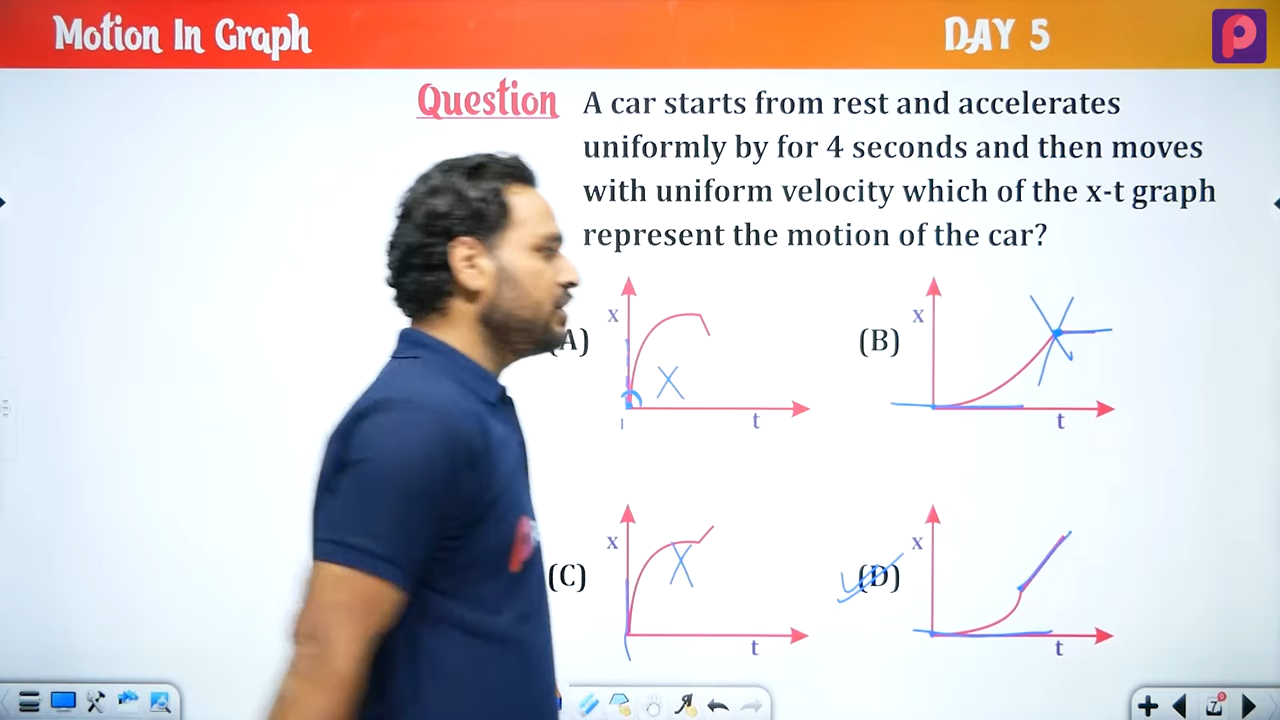 Motion In Graph
DAY 5
Question A car starts from rest and accelerates
uniformly by for 4 seconds and then moves
with uniform velocity which of the x-t graph
represent the motion of the car?
A)
x
t
(B)
x
t
(C)
x
t
(D)
x
t